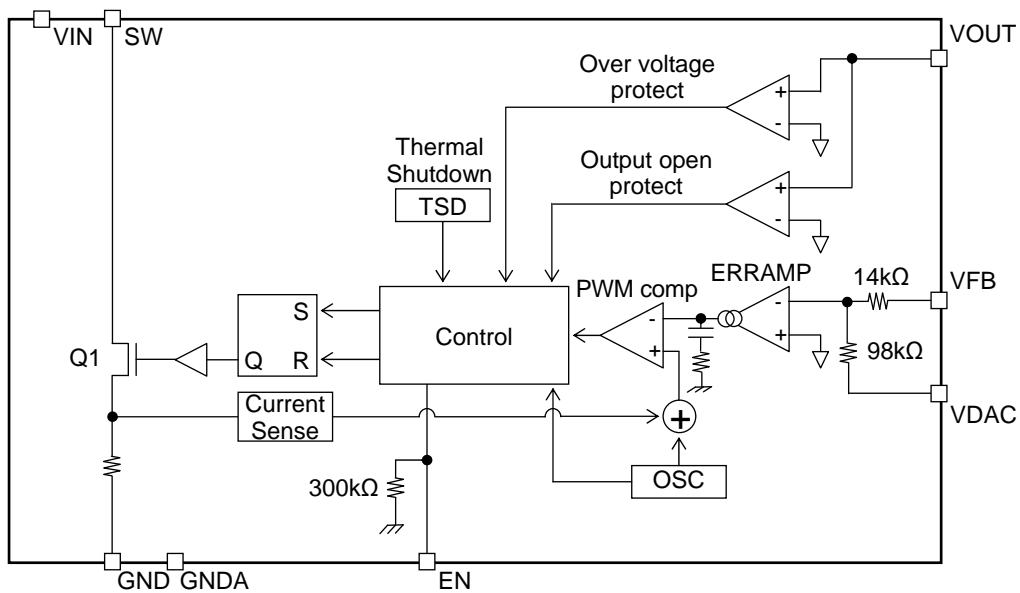 VIN
SW
VOUT
Over voltage
protect
+
-
Thermal
Shutdown
TSD
Output open
protect
+
-
ERRAMP
14kΩ
VFB
PWM comp
-
+
-
+
98kΩ
VDAC
S
Q
R
Control
Q1
Current
Sense
+
OSC
300kΩ
GND
GNDA
EN